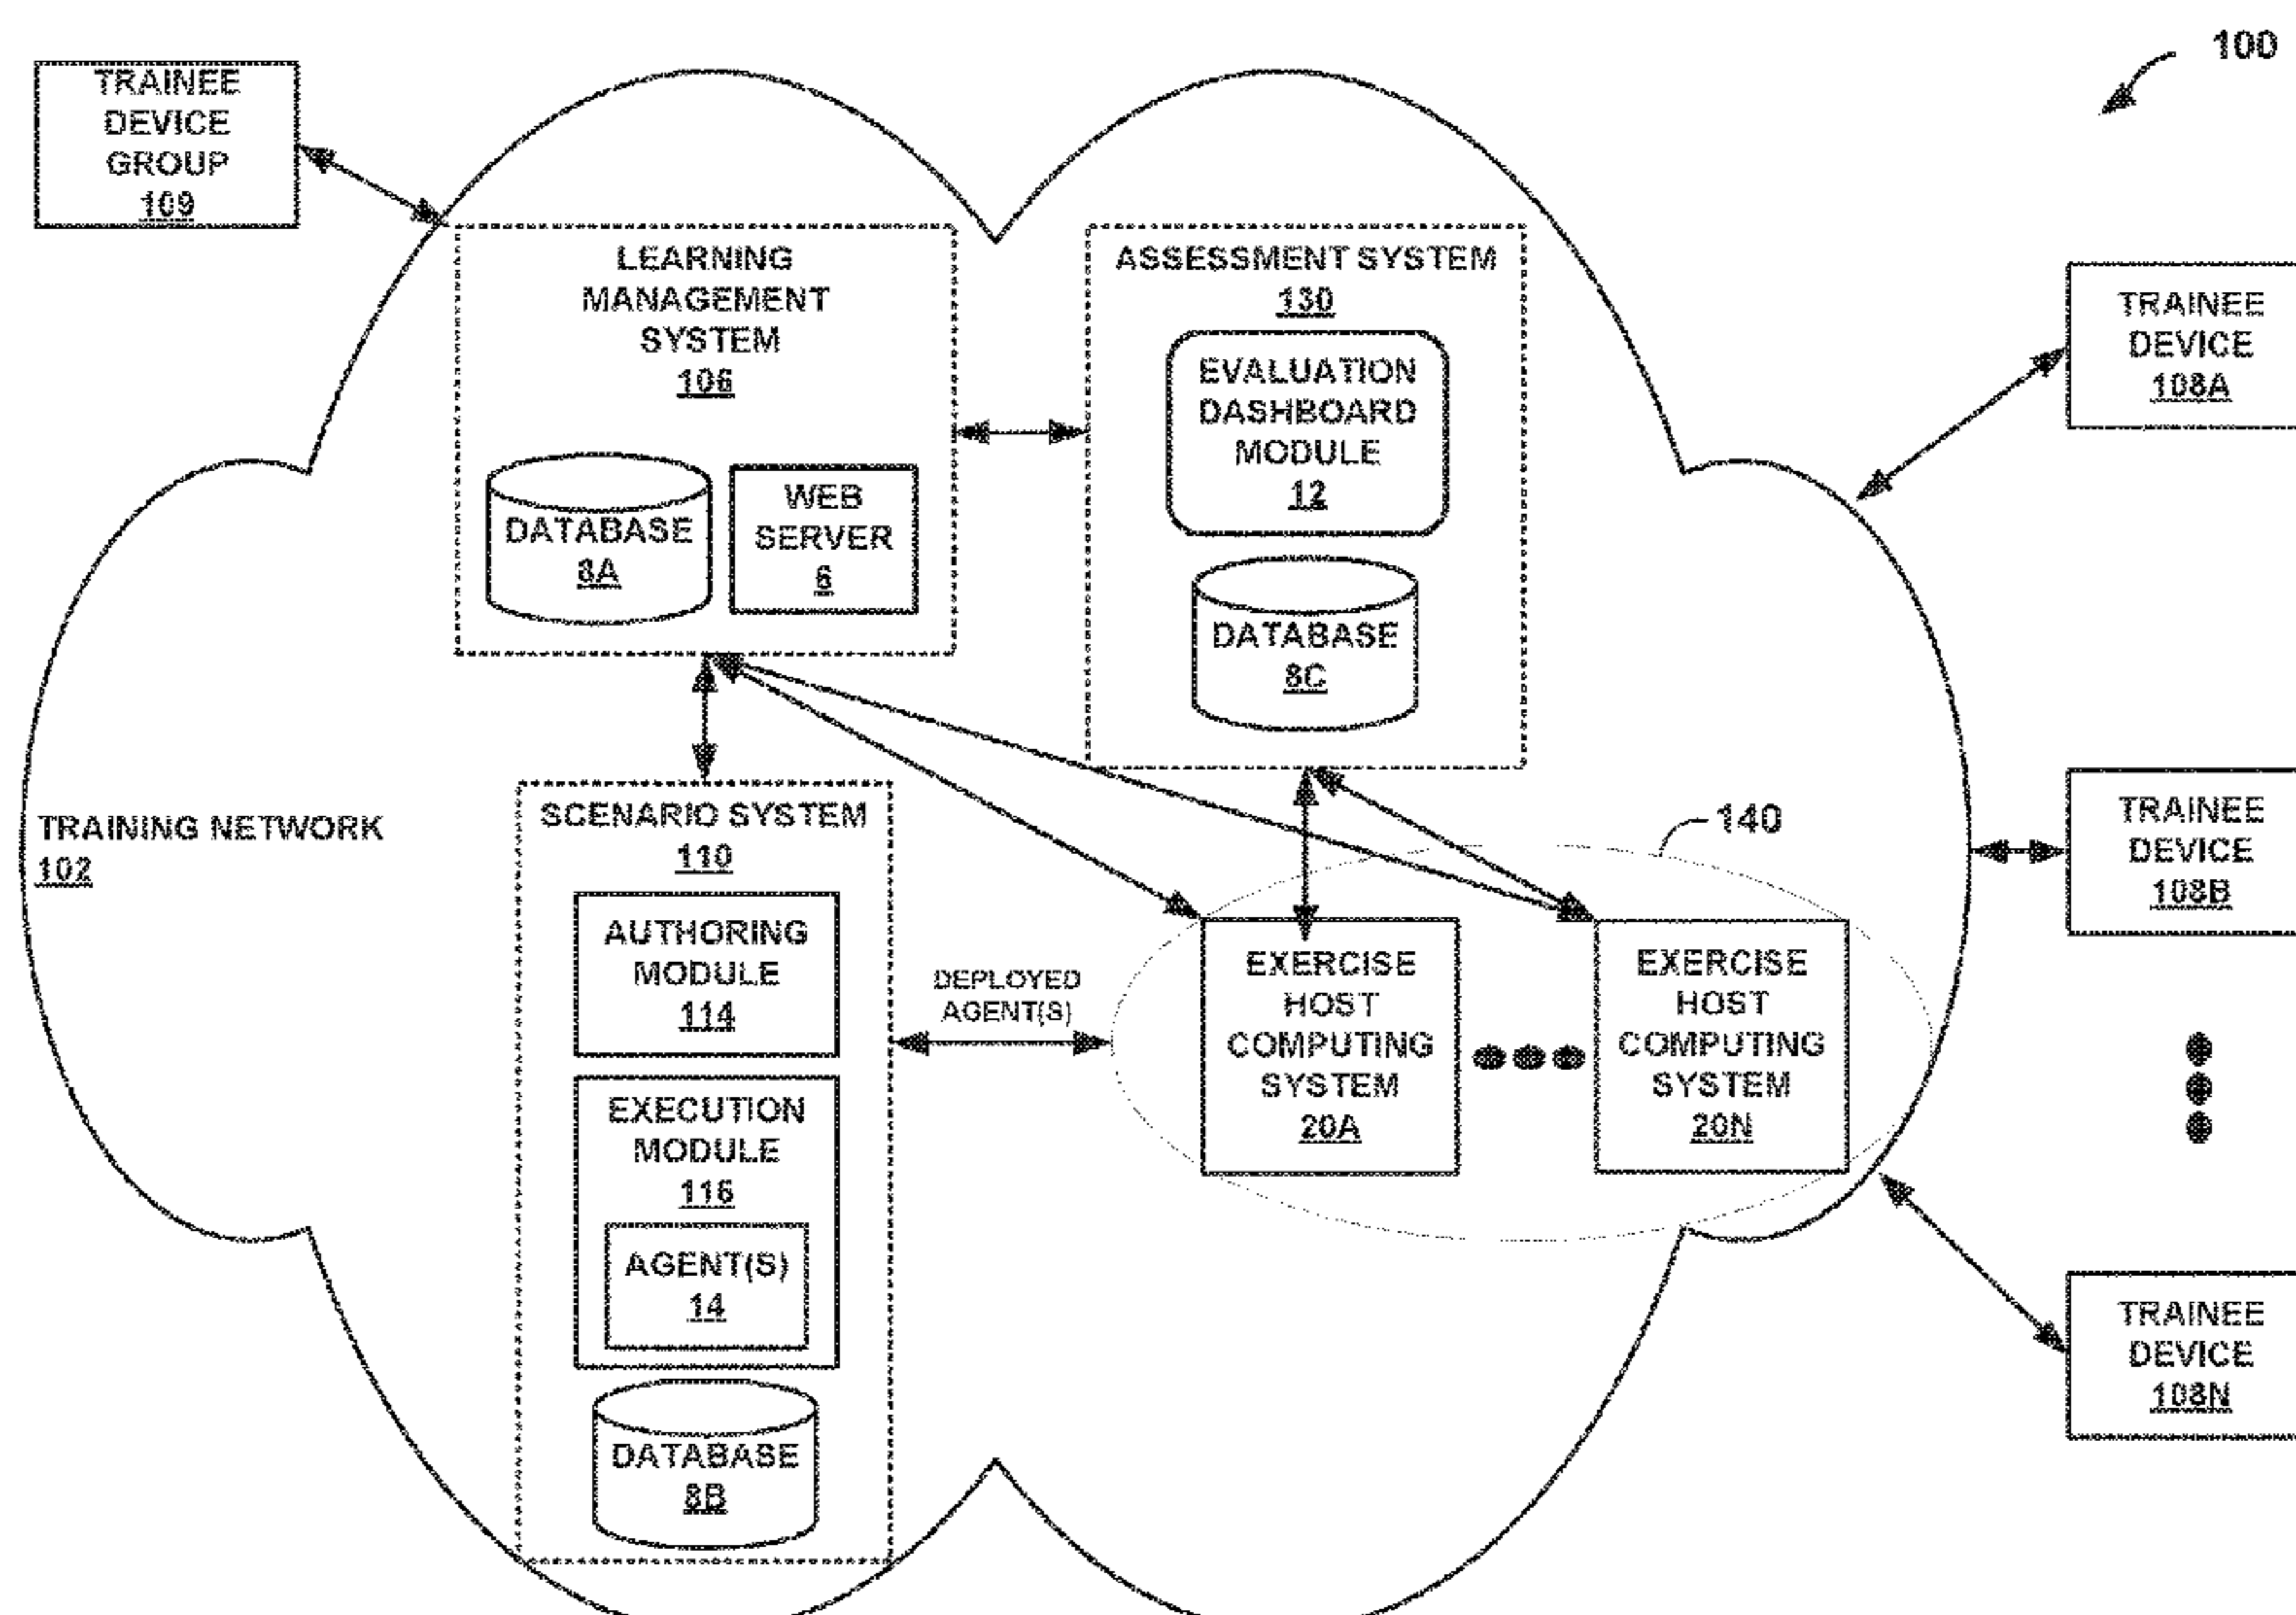 100
TRAINEE
DEVICE
GROUP
109
LEARNING
MANAGEMENT
SYSTEM
106
DATABASE
8A
WEB
SERVER
6
ASSESSMENT SYSTEM
130
EVALUATION
DASHBOARD
MODULE
12
DATABASE
8C
TRAINEE
DEVICE
108A
TRAINING NETWORK
102
SCENARIO SYSTEM
110
AUTHORING
MODULE
114
EXECUTION
MODULE
116
AGENT(S)
14
DATABASE
8B
DEPLOYED
AGENT(S)
140
EXERCISE
HOST
COMPUTING
SYSTEM
20A
EXERCISE
HOST
COMPUTING
SYSTEM
20N
TRAINEE
DEVICE
108B
TRAINEE
DEVICE
108N